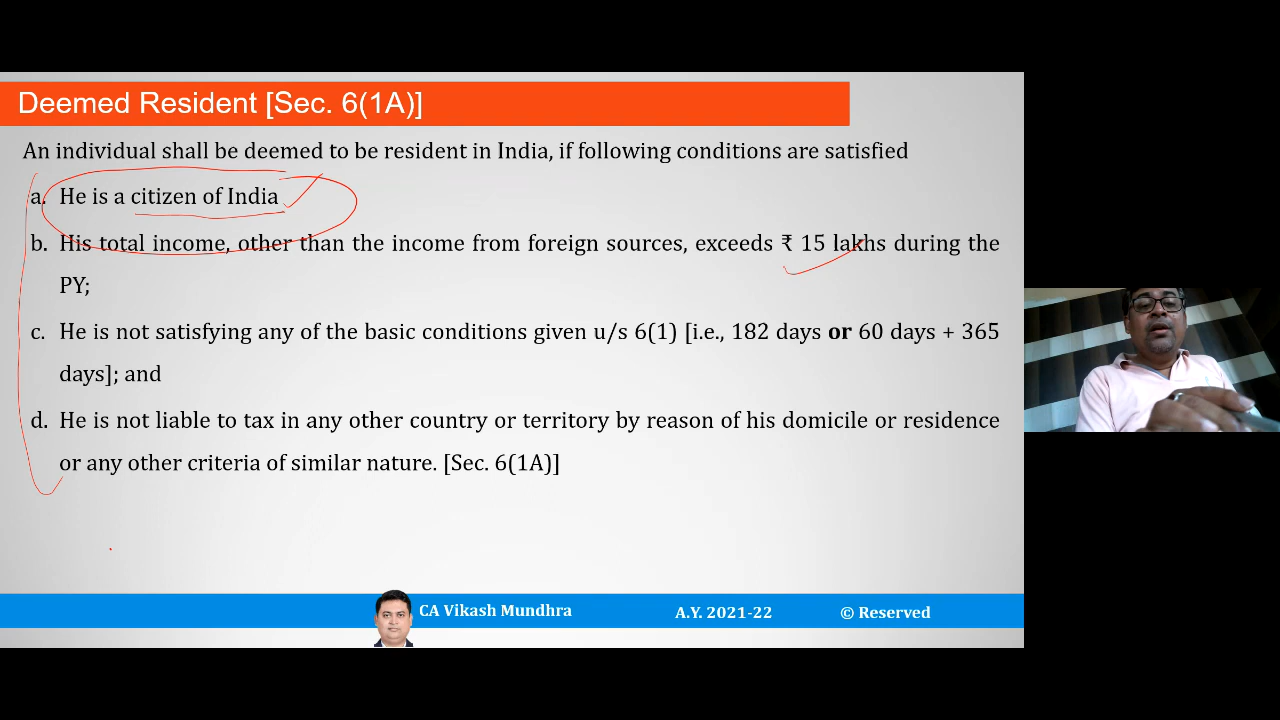 Deemed Resident [Sec. 6(1A)]
An individual shall be deemed to be resident in India, if following conditions are satisfied
a. He is a citizen of India
b. His total income, other than the income from foreign sources, exceeds ₹ 15 lakhs during the
PY;
c. He is not satisfying any of the basic conditions given u/s 6(1) [i.e., 182 days or 60 days + 365
days]; and
d. He is not liable to tax in any other country or territory by reason of his domicile or residence
or any other criteria of similar nature. [Sec. 6(1A)]
CA Vikash Mundhra A.Y. 2021-22 © Reserved